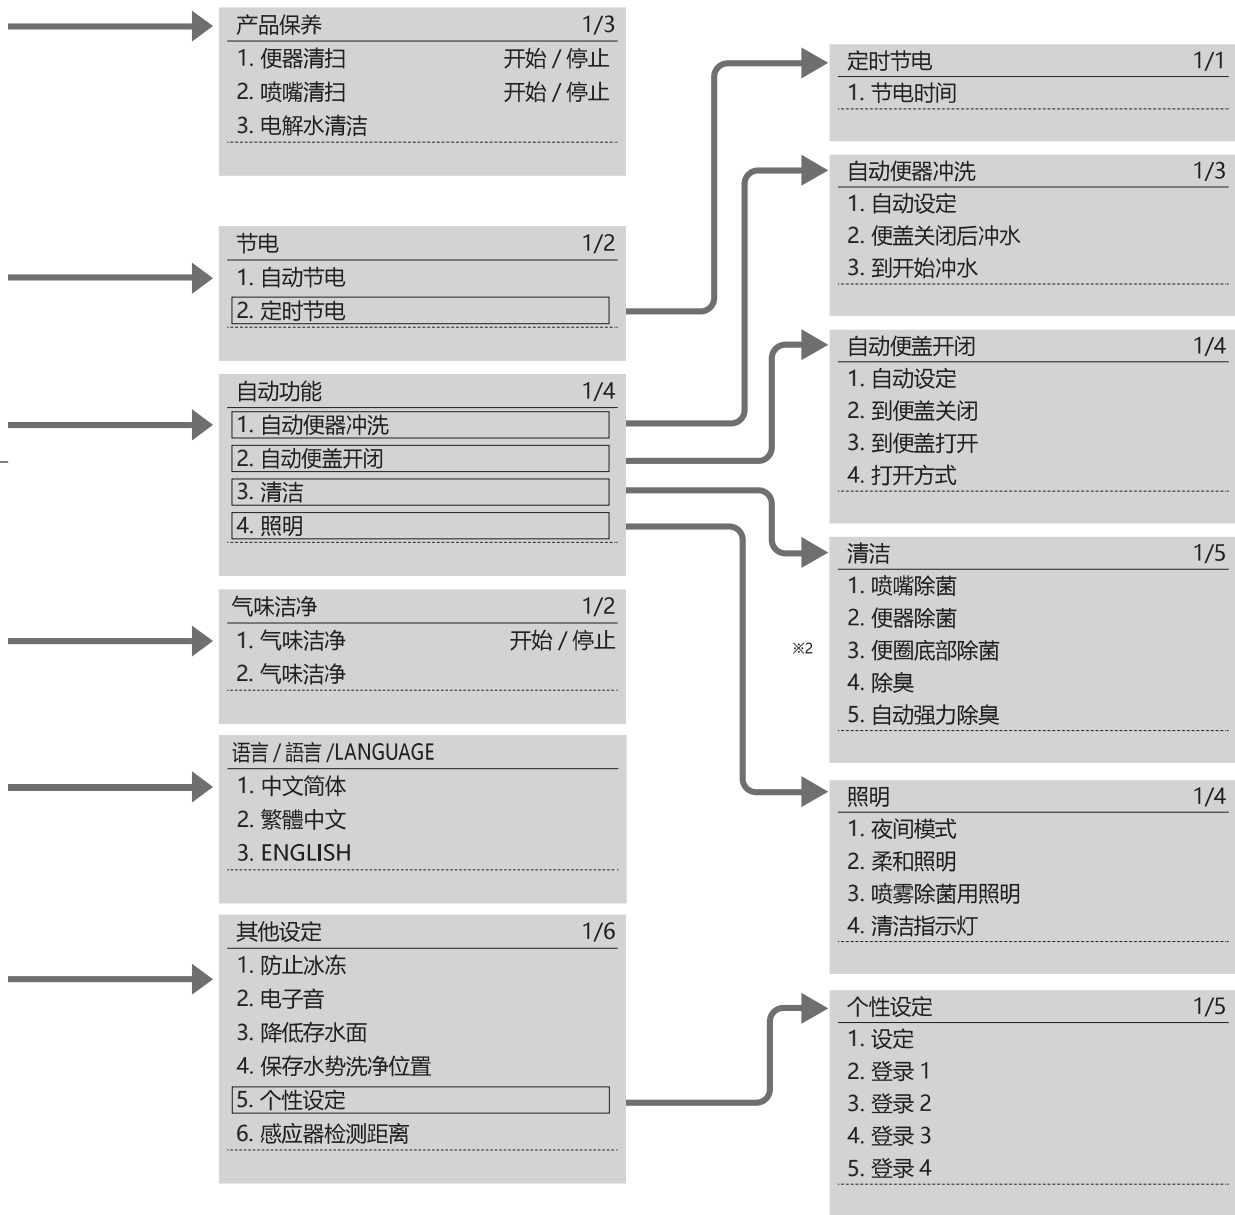 产品保养 1/3
1. 便器清扫 开始 / 停止
2. 喷嘴清扫 开始 / 停止
3. 电解水清洁
节电 1/2
1. 自动节电
2. 定时节电
自动功能 1/4
1. 自动便器冲洗
2. 自动便盖开闭
3. 清洁
4. 照明
气味洁净 1/2
1. 气味洁净 开始 / 停止
2. 气味洁净
语言 / 語言 /LANGUAGE
1. 中文简体
2. 繁體中文
3. ENGLISH
其他设定 1/6
1. 防止冰冻
2. 电子音
3. 降低存水面
4. 保存水势洗净位置
5. 个性设定
6. 感应器检测距离
定时节电 1/1
1. 节电时间
自动便器冲洗 1/3
1. 自动设定
2. 便盖关闭后冲水
3. 到开始冲水
自动便盖开闭 1/4
1. 自动设定
2. 到便盖关闭
3. 到便盖打开
4. 打开方式
清洁 1/5
1. 喷嘴除菌
2. 便器除菌
※2 3. 便圈底部除菌
4. 除臭
5. 自动强力除臭
照明 1/4
1. 夜间模式
2. 柔和照明
3. 喷雾除菌用照明
4. 清洁指示灯
个性设定 1/5
1. 设定
2. 登录 1
3. 登录 2
4. 登录 3
5. 登录 4